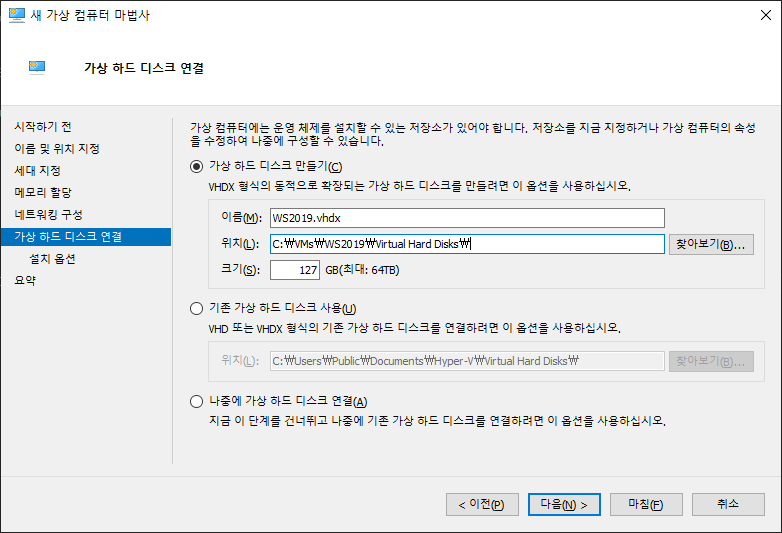 새 가상 컴퓨터 마법사
가상 하드 디스크 연결
시작하기 전
이름 및 위치 지정
세대 지정
메모리 할당
네트워킹 구성
가상 하드 디스크 연결
설치 옵션
요약
가상 컴퓨터에는 운영 체제를 설치할 수 있는 저장소가 있어야 합니다. 저장소를 지금 지정하거나 가상 컴퓨터의 속성
을 수정하여 나중에 구성할 수 있습니다.
가상 하드 디스크 만들기(C)
VHDX 형식의 동적으로 확장되는 가상 하드 디스크를 만들려면 이 옵션을 사용하십시오.
이름(M): WS2019.vhdx
위치(L): C:₩VMs₩WS2019₩Virtual Hard Disks₩ 찾아보기(B)...
크기(S): 127 GB(최대: 64TB)
기존 가상 하드 디스크 사용(U)
VHD 또는 VHDX 형식의 기존 가상 하드 디스크를 연결하려면 이 옵션을 사용하십시오.
위치(L): C:₩Users₩Public₩Documents₩Hyper-V₩Virtual Hard Disks₩ 찾아보기(B)...
나중에 가상 하드 디스크 연결(A)
지금 이 단계를 건너뛰고 나중에 기존 가상 하드 디스크를 연결하려면 이 옵션을 사용하십시오.
< 이전(P) 다음(N) > 마침(F) 취소